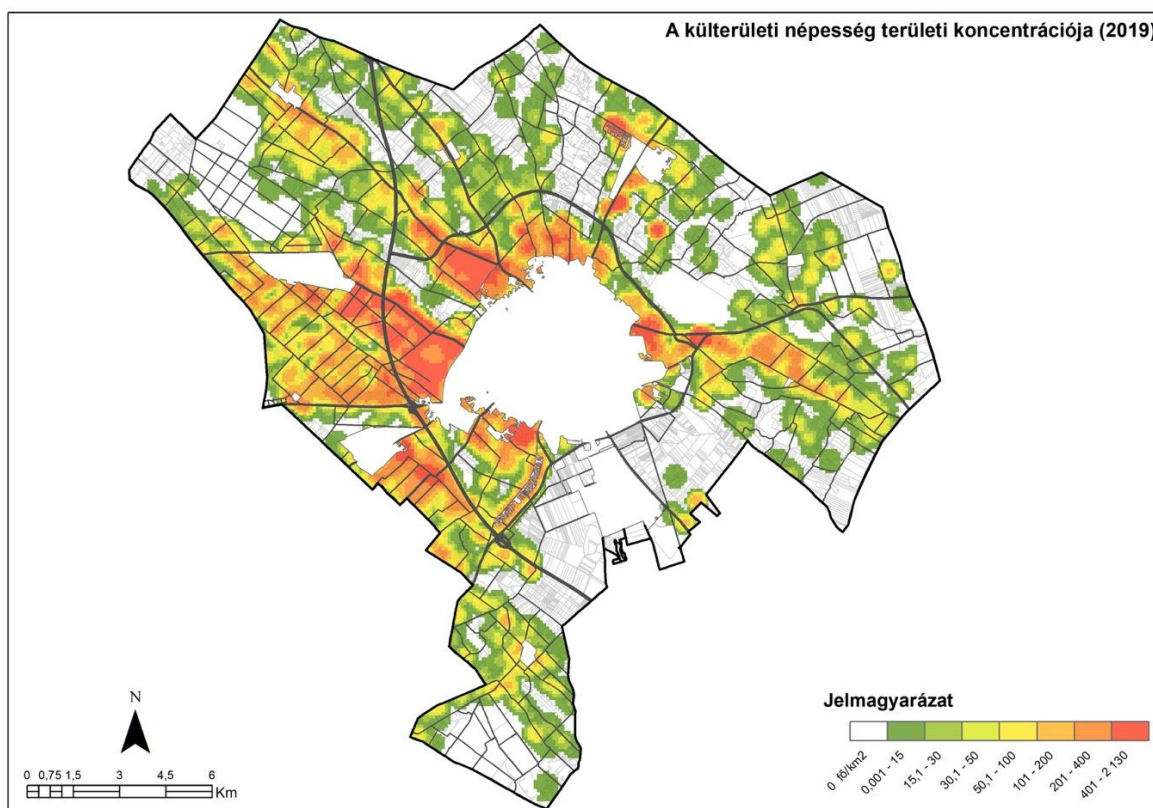 A külterületi népesség területi koncentrációja (2019)
N
0 0,75 1,5 3 4,5 6
Km
Jelmagyarázat
0 fő/km2
0,001 - 15
15,1 - 30
30,1 - 50
50,1 - 100
101 - 200
201 - 400
401 - 2 130